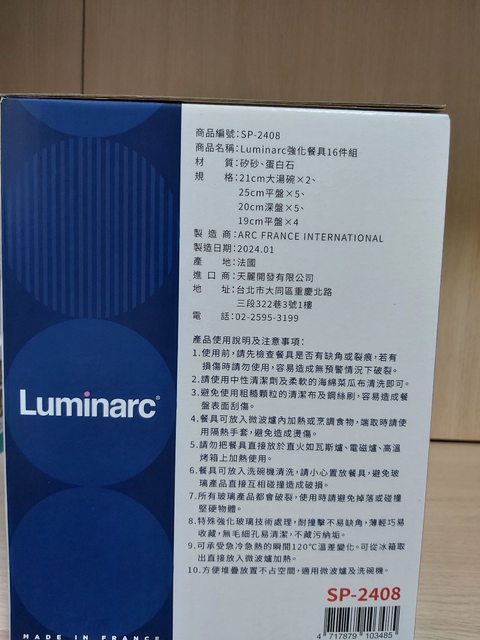 商品編號:SP-2408
商品名稱:Luminarc強化餐具16件組
材　　質:矽砂、蛋白石
規　　格:21cm大湯碗×2、
25cm平盤×5、
20cm深盤×5、
19cm平盤×4
製 造 商:ARC FRANCE INTERNATIONAL
製造日期:2024.01
產　　地:法國
進 口 商:天麗開發有限公司
地　　址:台北市大同區重慶北路
三段322巷3號1樓
電　　話:02-2595-3199
產品使用說明及注意事項:
1.使用前,請先檢查餐具是否有缺角或裂痕,若有
損傷時請勿使用,容易造成無預警情況下破裂。
2.請使用中性清潔劑及柔軟的海綿菜瓜布清洗即可。
3.避免使用粗糙顆粒的清潔布及鋼絲刷,容易造成餐
盤表面刮傷。
4.餐具可放入微波爐內加熱或烹調食物,端取時請使
用隔熱手套,避免造成燙傷。
5.請勿把餐具直接放於直火如瓦斯爐、電磁爐、高溫
烤箱上加熱使用。
6.餐具可放入洗碗機清洗,請小心置放餐具,避免玻
璃產品直接互相碰撞造成破損。
7.所有玻璃產品都會破裂,使用時請避免掉落或碰撞
堅硬物體。
8.特殊強化玻璃技術處理,耐撞擊不易缺角,薄輕巧易
收藏,無毛細孔易清潔,不藏污納垢。
9.可承受急冷急熱的瞬間120℃溫差變化。可從冰箱取
出直接放入微波爐加熱。
10.方便堆疊放置不占空間,適用微波爐及洗碗機。
Luminarc®
SP-2408
4 717879 103485
MADE IN FRANCE